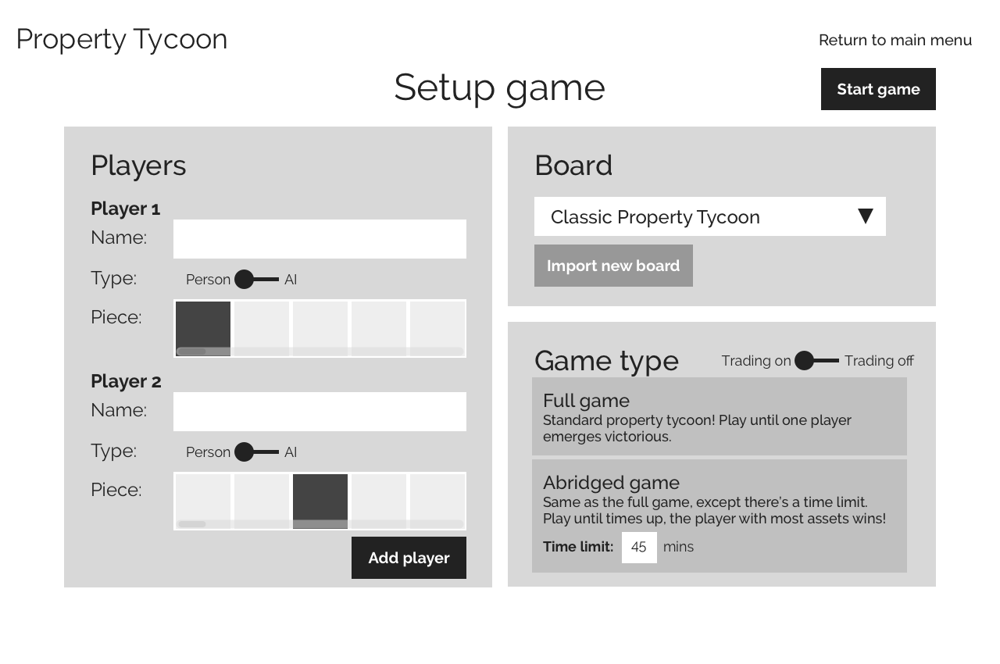 Property Tycoon
Return to main menu
Setup game
Start game
Players
Player 1
Name:
Type:
Person
AI
Piece:
Player 2
Name:
Type:
Person
AI
Piece:
Add player
Board
Classic Property Tycoon
Import new board
Game type
Trading on
Trading off
Full game
Standard property tycoon! Play until one player
emerges victorious.
Abridged game
Same as the full game, except there's a time limit.
Play until times up, the player with most assets wins!
Time limit: 45 mins